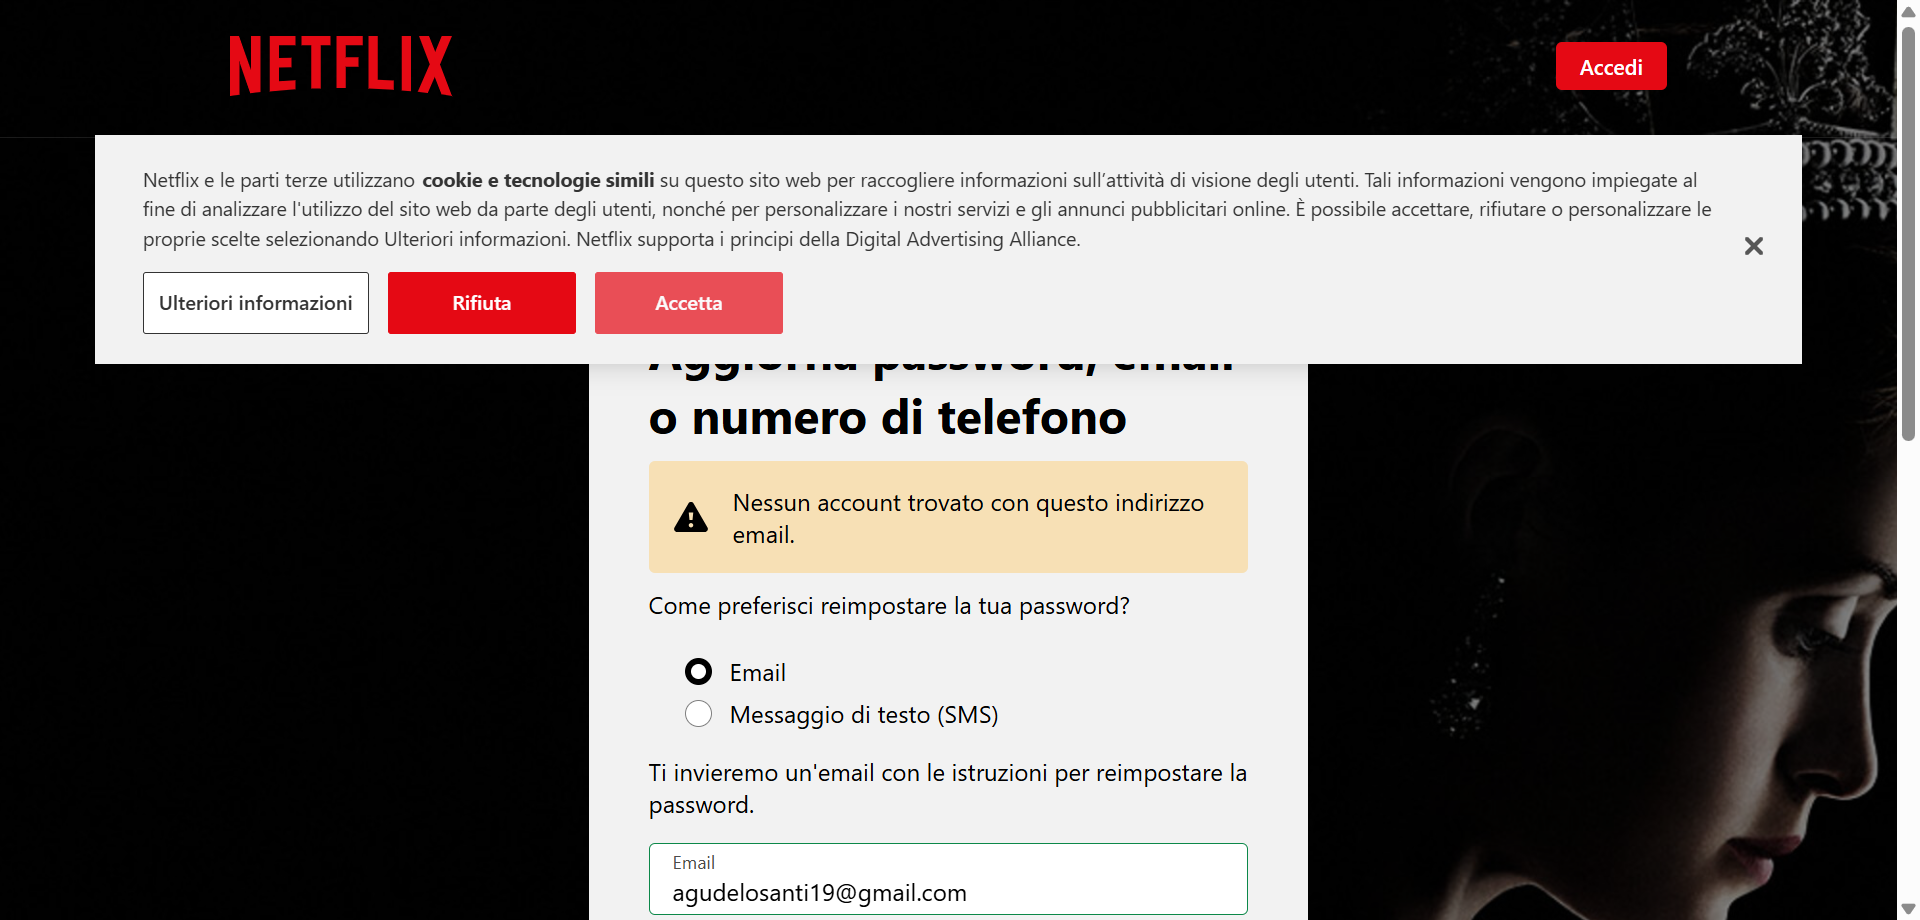 NETFLIX
Accedi
Netflix e le parti terze utilizzano cookie e tecnologie simili su questo sito web per raccogliere informazioni sull’attività di visione degli utenti. Tali informazioni vengono impiegate al
fine di analizzare l'utilizzo del sito web da parte degli utenti, nonché per personalizzare i nostri servizi e gli annunci pubblicitari online. È possibile accettare, rifiutare o personalizzare le
proprie scelte selezionando Ulteriori informazioni. Netflix supporta i principi della Digital Advertising Alliance.
Ulteriori informazioni
Rifiuta
Accetta
Aggiorna password, email
o numero di telefono
Nessun account trovato con questo indirizzo
email.
Come preferisci reimpostare la tua password?
Email
Messaggio di testo (SMS)
Ti invieremo un'email con le istruzioni per reimpostare la
password.
Email
agudelosanti19@gmail.com